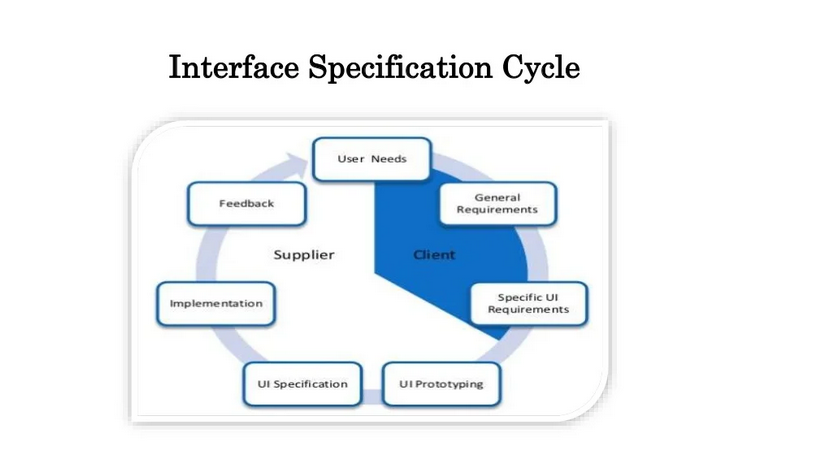 Interface Specification Cycle
User Needs
General
Requirements
Specific UI
Requirements
UI Prototyping
UI Specification
Implementation
Feedback
Supplier
Client